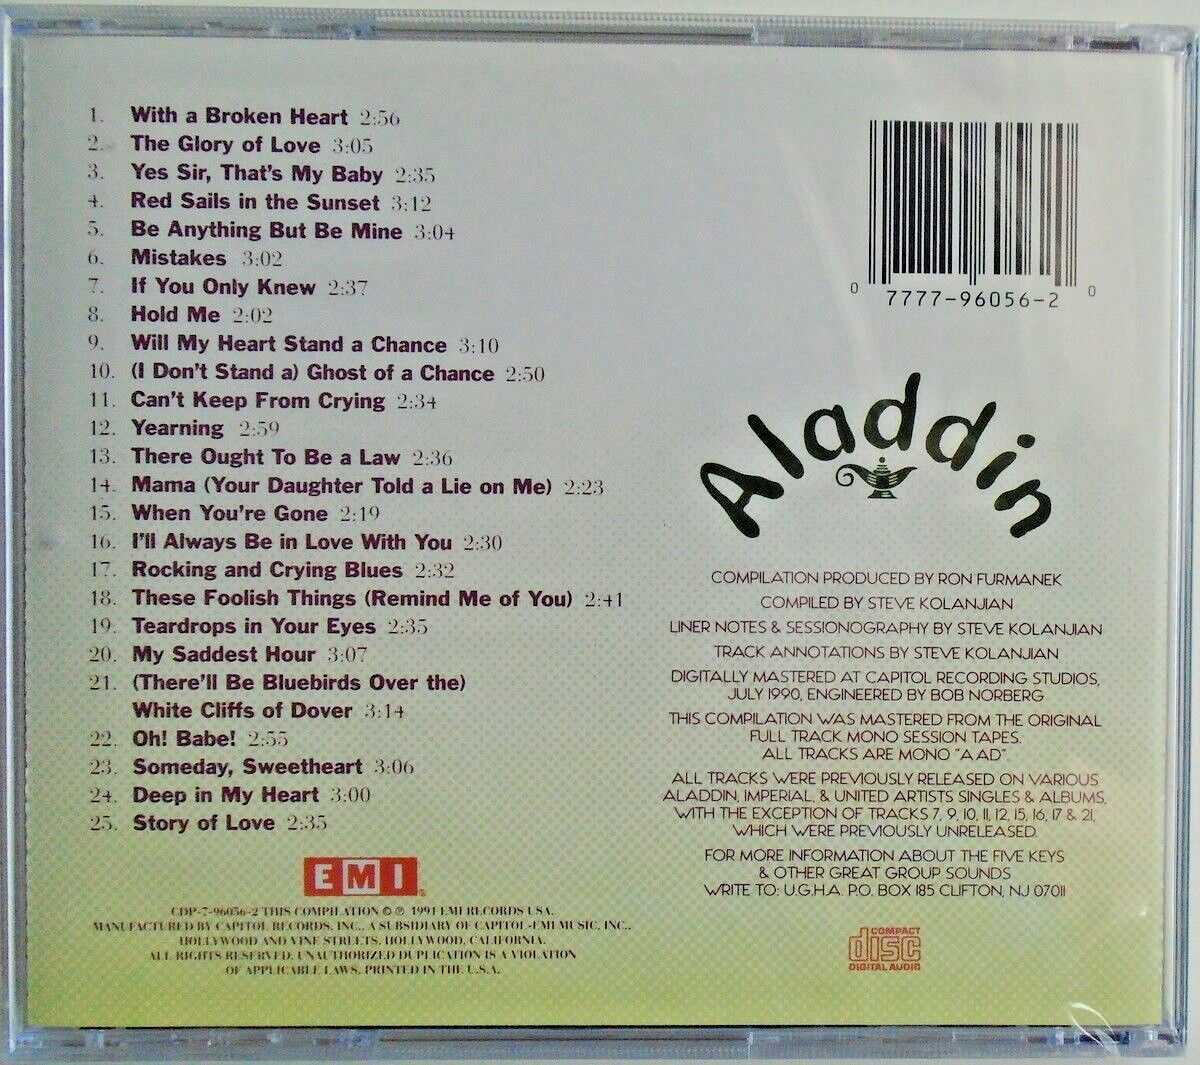 1. With a Broken Heart 2:56
2. The Glory of Love 3:05
3. Yes Sir, That's My Baby 2:35
4. Red Sails in the Sunset 3:12
5. Be Anything But Be Mine 3:04
6. Mistakes 3:02
7. If You Only Knew 2:37
8. Hold Me 2:02
9. Will My Heart Stand a Chance 3:10
10. (I Don't Stand a) Ghost of a Chance 2:50
11. Can't Keep From Crying 2:34
12. Yearning 2:59
13. There Ought To Be a Law 2:36
14. Mama (Your Daughter Told a Lie on Me) 2:23
15. When You're Gone 2:19
16. I'll Always Be in Love With You 2:30
17. Rocking and Crying Blues 2:32
18. These Foolish Things (Remind Me of You) 2:41
19. Teardrops in Your Eyes 2:35
20. My Saddest Hour 3:07
21. (There'll Be Bluebirds Over the)
White Cliffs of Dover 3:14
22. Oh! Babe! 2:55
23. Someday, Sweetheart 3:06
24. Deep in My Heart 3:00
25. Story of Love 2:35
EMI®
CDP-7-96056-2 THIS COMPILATION © ℗ 1991 EMI RECORDS USA.
MANUFACTURED BY CAPITOL RECORDS, INC., A SUBSIDIARY OF CAPITOL-EMI MUSIC, INC.,
HOLLYWOOD AND VINE STREETS, HOLLYWOOD, CALIFORNIA.
ALL RIGHTS RESERVED. UNAUTHORIZED DUPLICATION IS A VIOLATION
OF APPLICABLE LAWS. PRINTED IN THE U.S.A.
0 7777-96056-2 0
Aladdin
COMPILATION PRODUCED BY RON FURMANEK
COMPILED BY STEVE KOLANJIAN
LINER NOTES & SESSIONOGRAPHY BY STEVE KOLANJIAN
TRACK ANNOTATIONS BY STEVE KOLANJIAN
DIGITALLY MASTERED AT CAPITOL RECORDING STUDIOS,
JULY 1990, ENGINEERED BY BOB NORBERG
THIS COMPILATION WAS MASTERED FROM THE ORIGINAL
FULL TRACK MONO SESSION TAPES.
ALL TRACKS ARE MONO "AAD"
ALL TRACKS WERE PREVIOUSLY RELEASED ON VARIOUS
ALADDIN, IMPERIAL, & UNITED ARTISTS SINGLES & ALBUMS,
WITH THE EXCEPTION OF TRACKS 7, 9, 10, 11, 12, 15, 16, 17 & 21,
WHICH WERE PREVIOUSLY UNRELEASED.
FOR MORE INFORMATION ABOUT THE FIVE KEYS
& OTHER GREAT GROUP SOUNDS
WRITE TO: U.G.H.A. P.O. BOX 185 CLIFTON, NJ 07011
COMPACT
disc
DIGITAL AUDIO